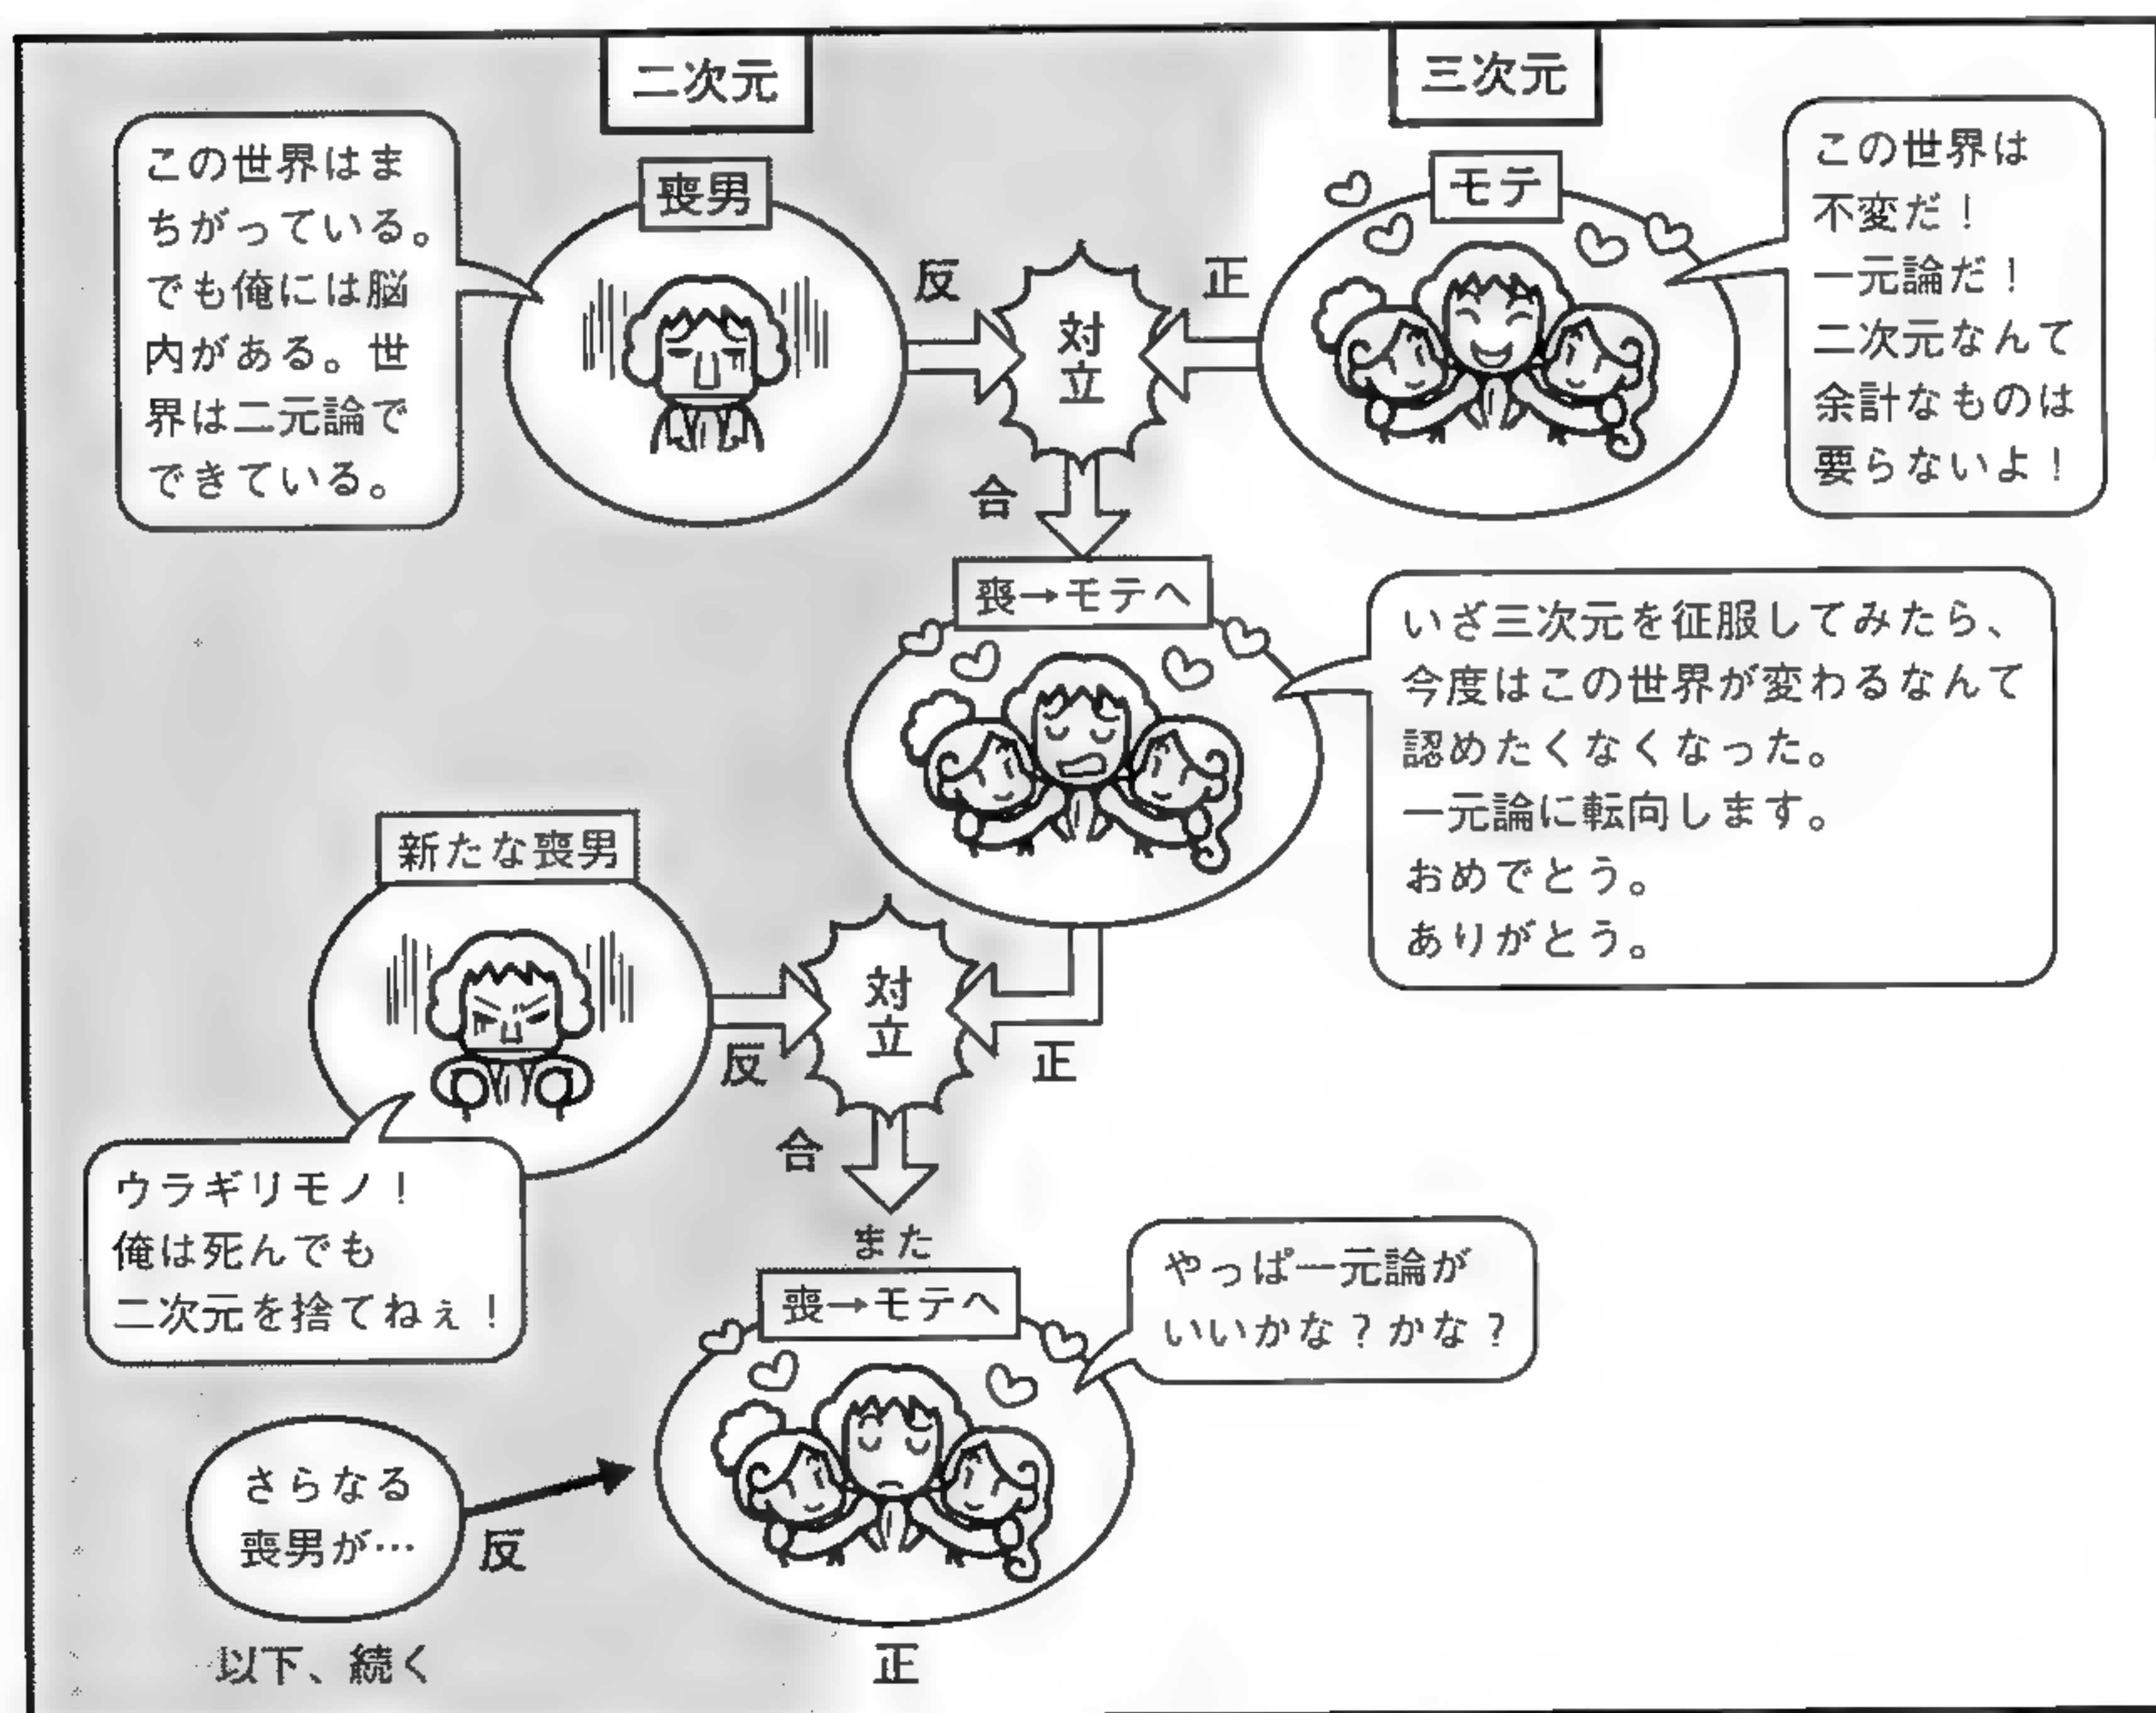 二次元
三次元
喪男
モテ
この世界はま
ちがっている。
でも俺には脳
内がある。世
界は二元論で
できている。
反
対立
正
この世界は
不変だ！
一元論だ！
二次元なんて
余計なものは
要らないよ！
合
喪→モテへ
いざ三次元を征服してみたら、
今度はこの世界が変わるなんて
認めたくなくなった。
一元論に転向します。
おめでとう。
ありがとう。
新たな喪男
対立
反
正
ウラギリモノ！
俺は死んでも
二次元を捨てねぇ！
合
また
喪→モテへ
やっぱ一元論が
いいかな？かな？
さらなる
喪男が…
反
以下、続く
正